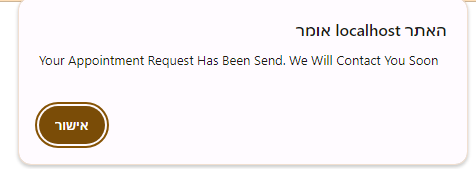 האתר localhost אומר
Your Appointment Request Has Been Send. We Will Contact You Soon
אישור